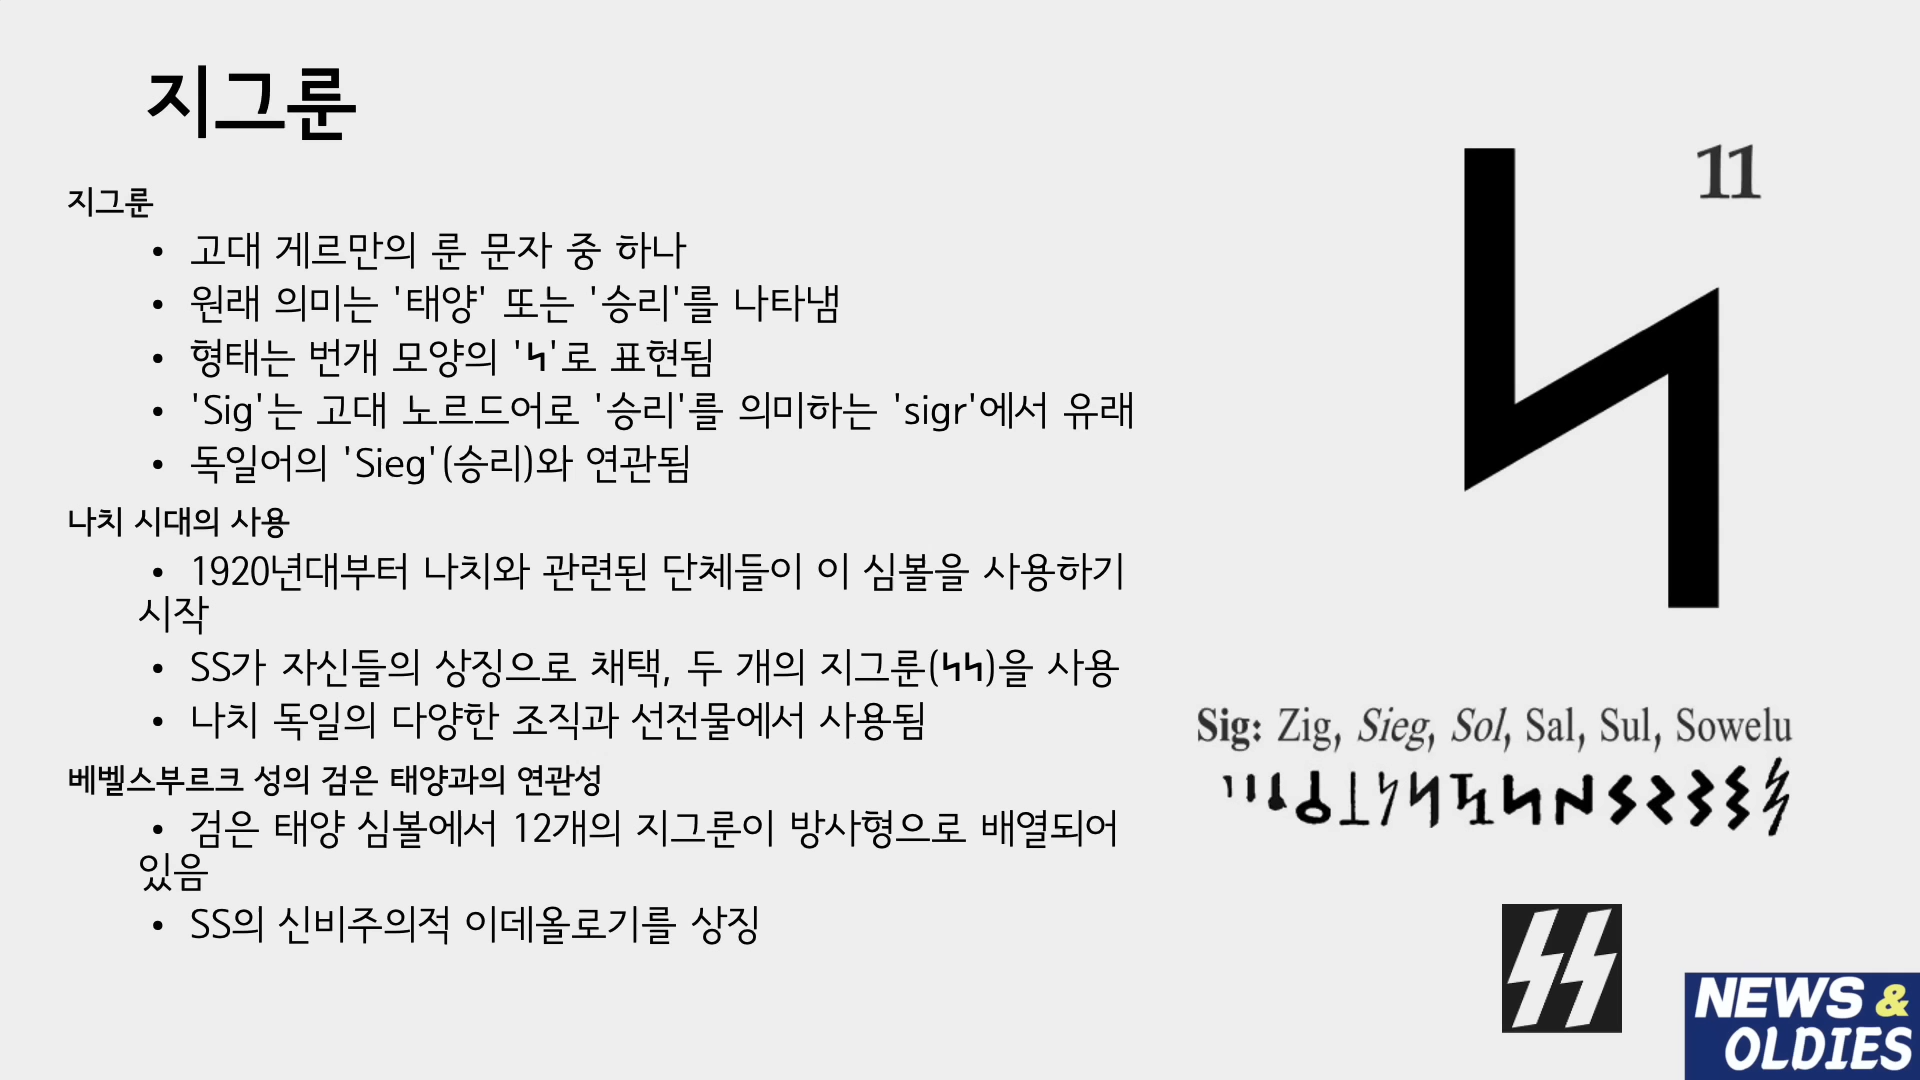 지그룬
지그룬
• 고대 게르만의 룬 문자 중 하나
• 원래 의미는 '태양' 또는 '승리'를 나타냄
• 형태는 번개 모양의 'ᛋ'로 표현됨
• 'Sig'는 고대 노르드어로 '승리'를 의미하는 'sigr'에서 유래
• 독일어의 'Sieg'(승리)와 연관됨
나치 시대의 사용
• 1920년대부터 나치와 관련된 단체들이 이 심볼을 사용하기
시작
• SS가 자신들의 상징으로 채택, 두 개의 지그룬(ᛋᛋ)을 사용
• 나치 독일의 다양한 조직과 선전물에서 사용됨
베벨스부르크 성의 검은 태양과의 연관성
• 검은 태양 심볼에서 12개의 지그룬이 방사형으로 배열되어
있음
• SS의 신비주의적 이데올로기를 상징
11
ᛋ
Sig: Zig, Sieg, Sol, Sal, Sul, Sowelu
ᛋᛋ
NEWS &
OLDIES